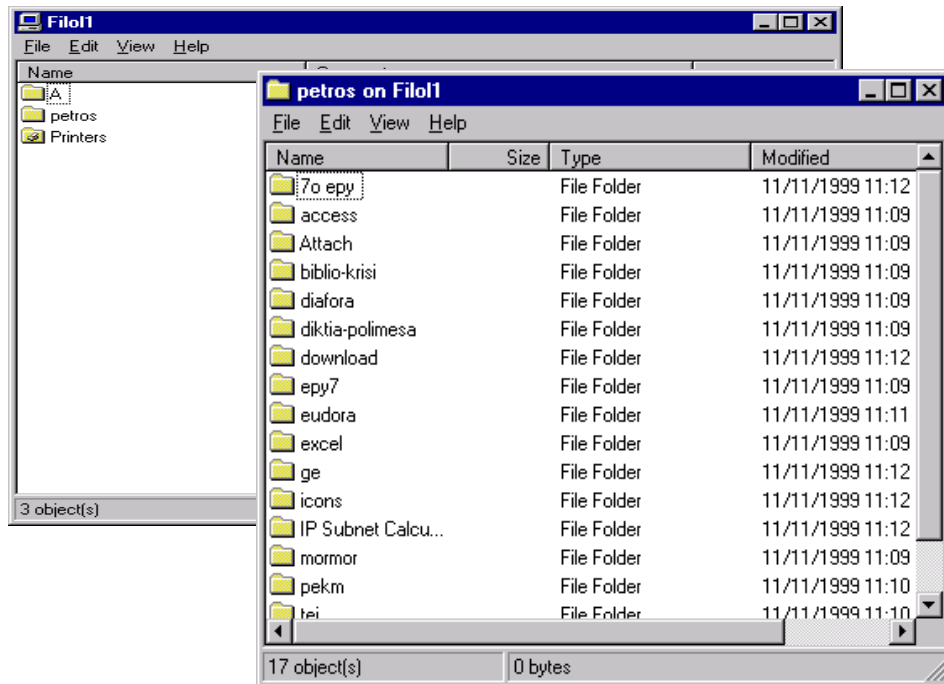 Filol1
File Edit View Help
Name
A
petros
Printers
3 object(s)
petros on Filol1
File Edit View Help
Name Size Type Modified
7o epy File Folder 11/11/1999 11:12
access File Folder 11/11/1999 11:09
Attach File Folder 11/11/1999 11:09
biblio-krisi File Folder 11/11/1999 11:09
diafora File Folder 11/11/1999 11:09
diktia-polimesa File Folder 11/11/1999 11:09
download File Folder 11/11/1999 11:12
epy7 File Folder 11/11/1999 11:09
eudora File Folder 11/11/1999 11:11
excel File Folder 11/11/1999 11:09
ge File Folder 11/11/1999 11:12
icons File Folder 11/11/1999 11:12
IP Subnet Calcu... File Folder 11/11/1999 11:12
mormor File Folder 11/11/1999 11:09
pekm File Folder 11/11/1999 11:10
tei File Folder 11/11/1999 11:10
17 object(s) 0 bytes